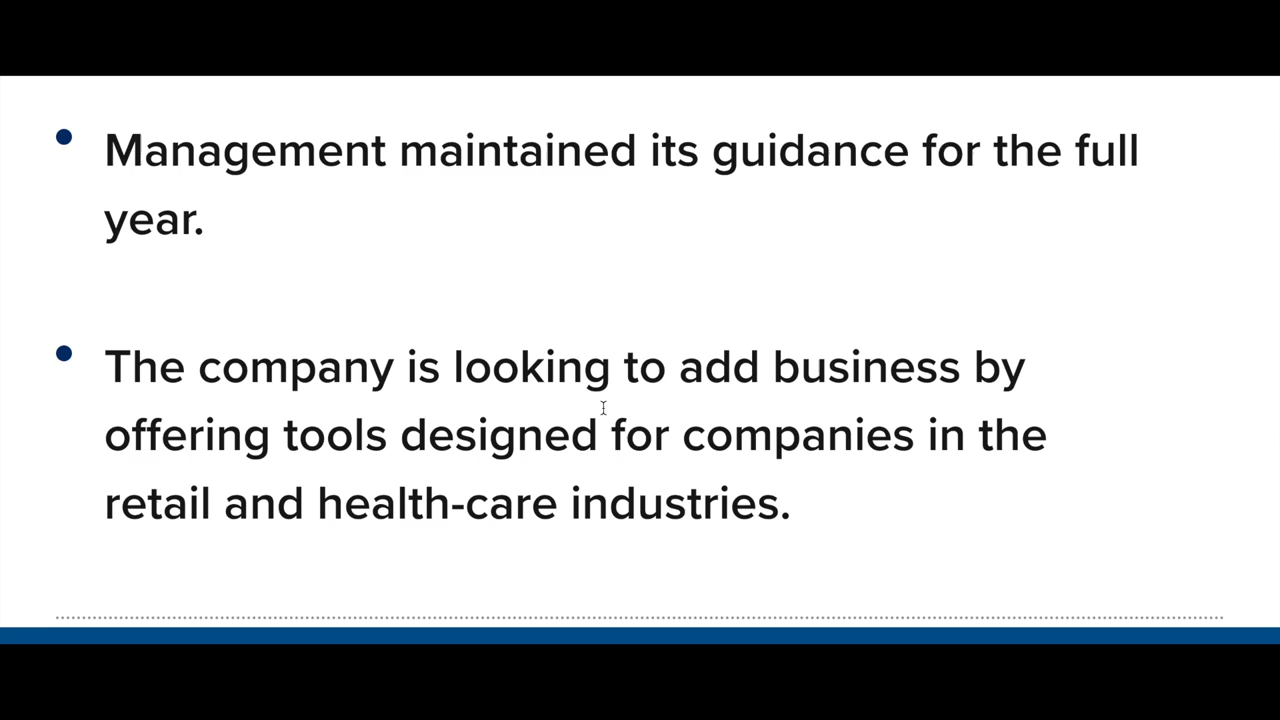 Management maintained its guidance for the full
year.
The company is looking to add business by
offering tools designed for companies in the
retail and health-care industries.